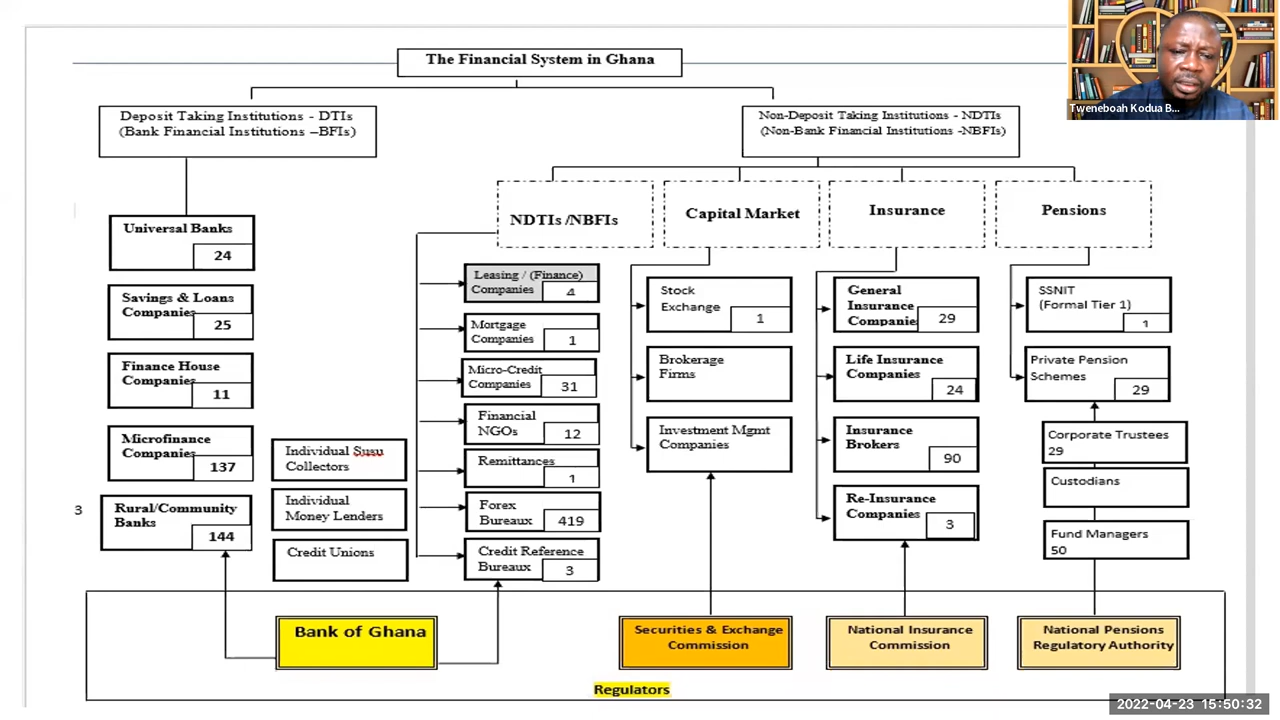 The Financial System in Ghana
Tweneboah Kodua B...
Deposit Taking Institutions - DTIs
(Bank Financial Institutions –BFIs)
Non-Deposit Taking Institutions - NDTIs
(Non-Bank Financial Institutions -NBFIs)
Universal Banks
24
Savings & Loans
Companies
25
Finance House
Companies
11
Microfinance
Companies
137
3
Rural/Community
Banks
144
Individual Susu
Collectors
Individual
Money Lenders
Credit Unions
NDTIs /NBFIs
Leasing / (Finance)
Companies
4
Mortgage
Companies
1
Micro-Credit
Companies
31
Financial
NGOs
12
Remittances
1
Forex
Bureaux
419
Credit Reference
Bureaux
3
Capital Market
Stock
Exchange
1
Brokerage
Firms
Investment Mgmt
Companies
Insurance
General
Insurance
Companie
29
Life Insurance
Companies
24
Insurance
Brokers
90
Re-Insurance
Companies
3
Pensions
SSNIT
(Formal Tier 1)
1
Private Pension
Schemes
29
Corporate Trustees
29
Custodians
Fund Managers
50
Bank of Ghana
Securities & Exchange
Commission
National Insurance
Commission
National Pensions
Regulatory Authority
Regulators
2022-04-23 15:50:32